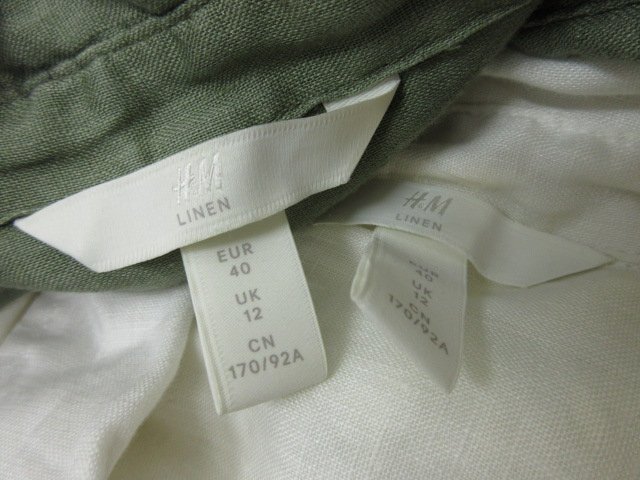 H&M
LINEN
EUR
40
UK
12
CN
170/92A
H&M
LINEN
40
UK
12
CN
170/92A